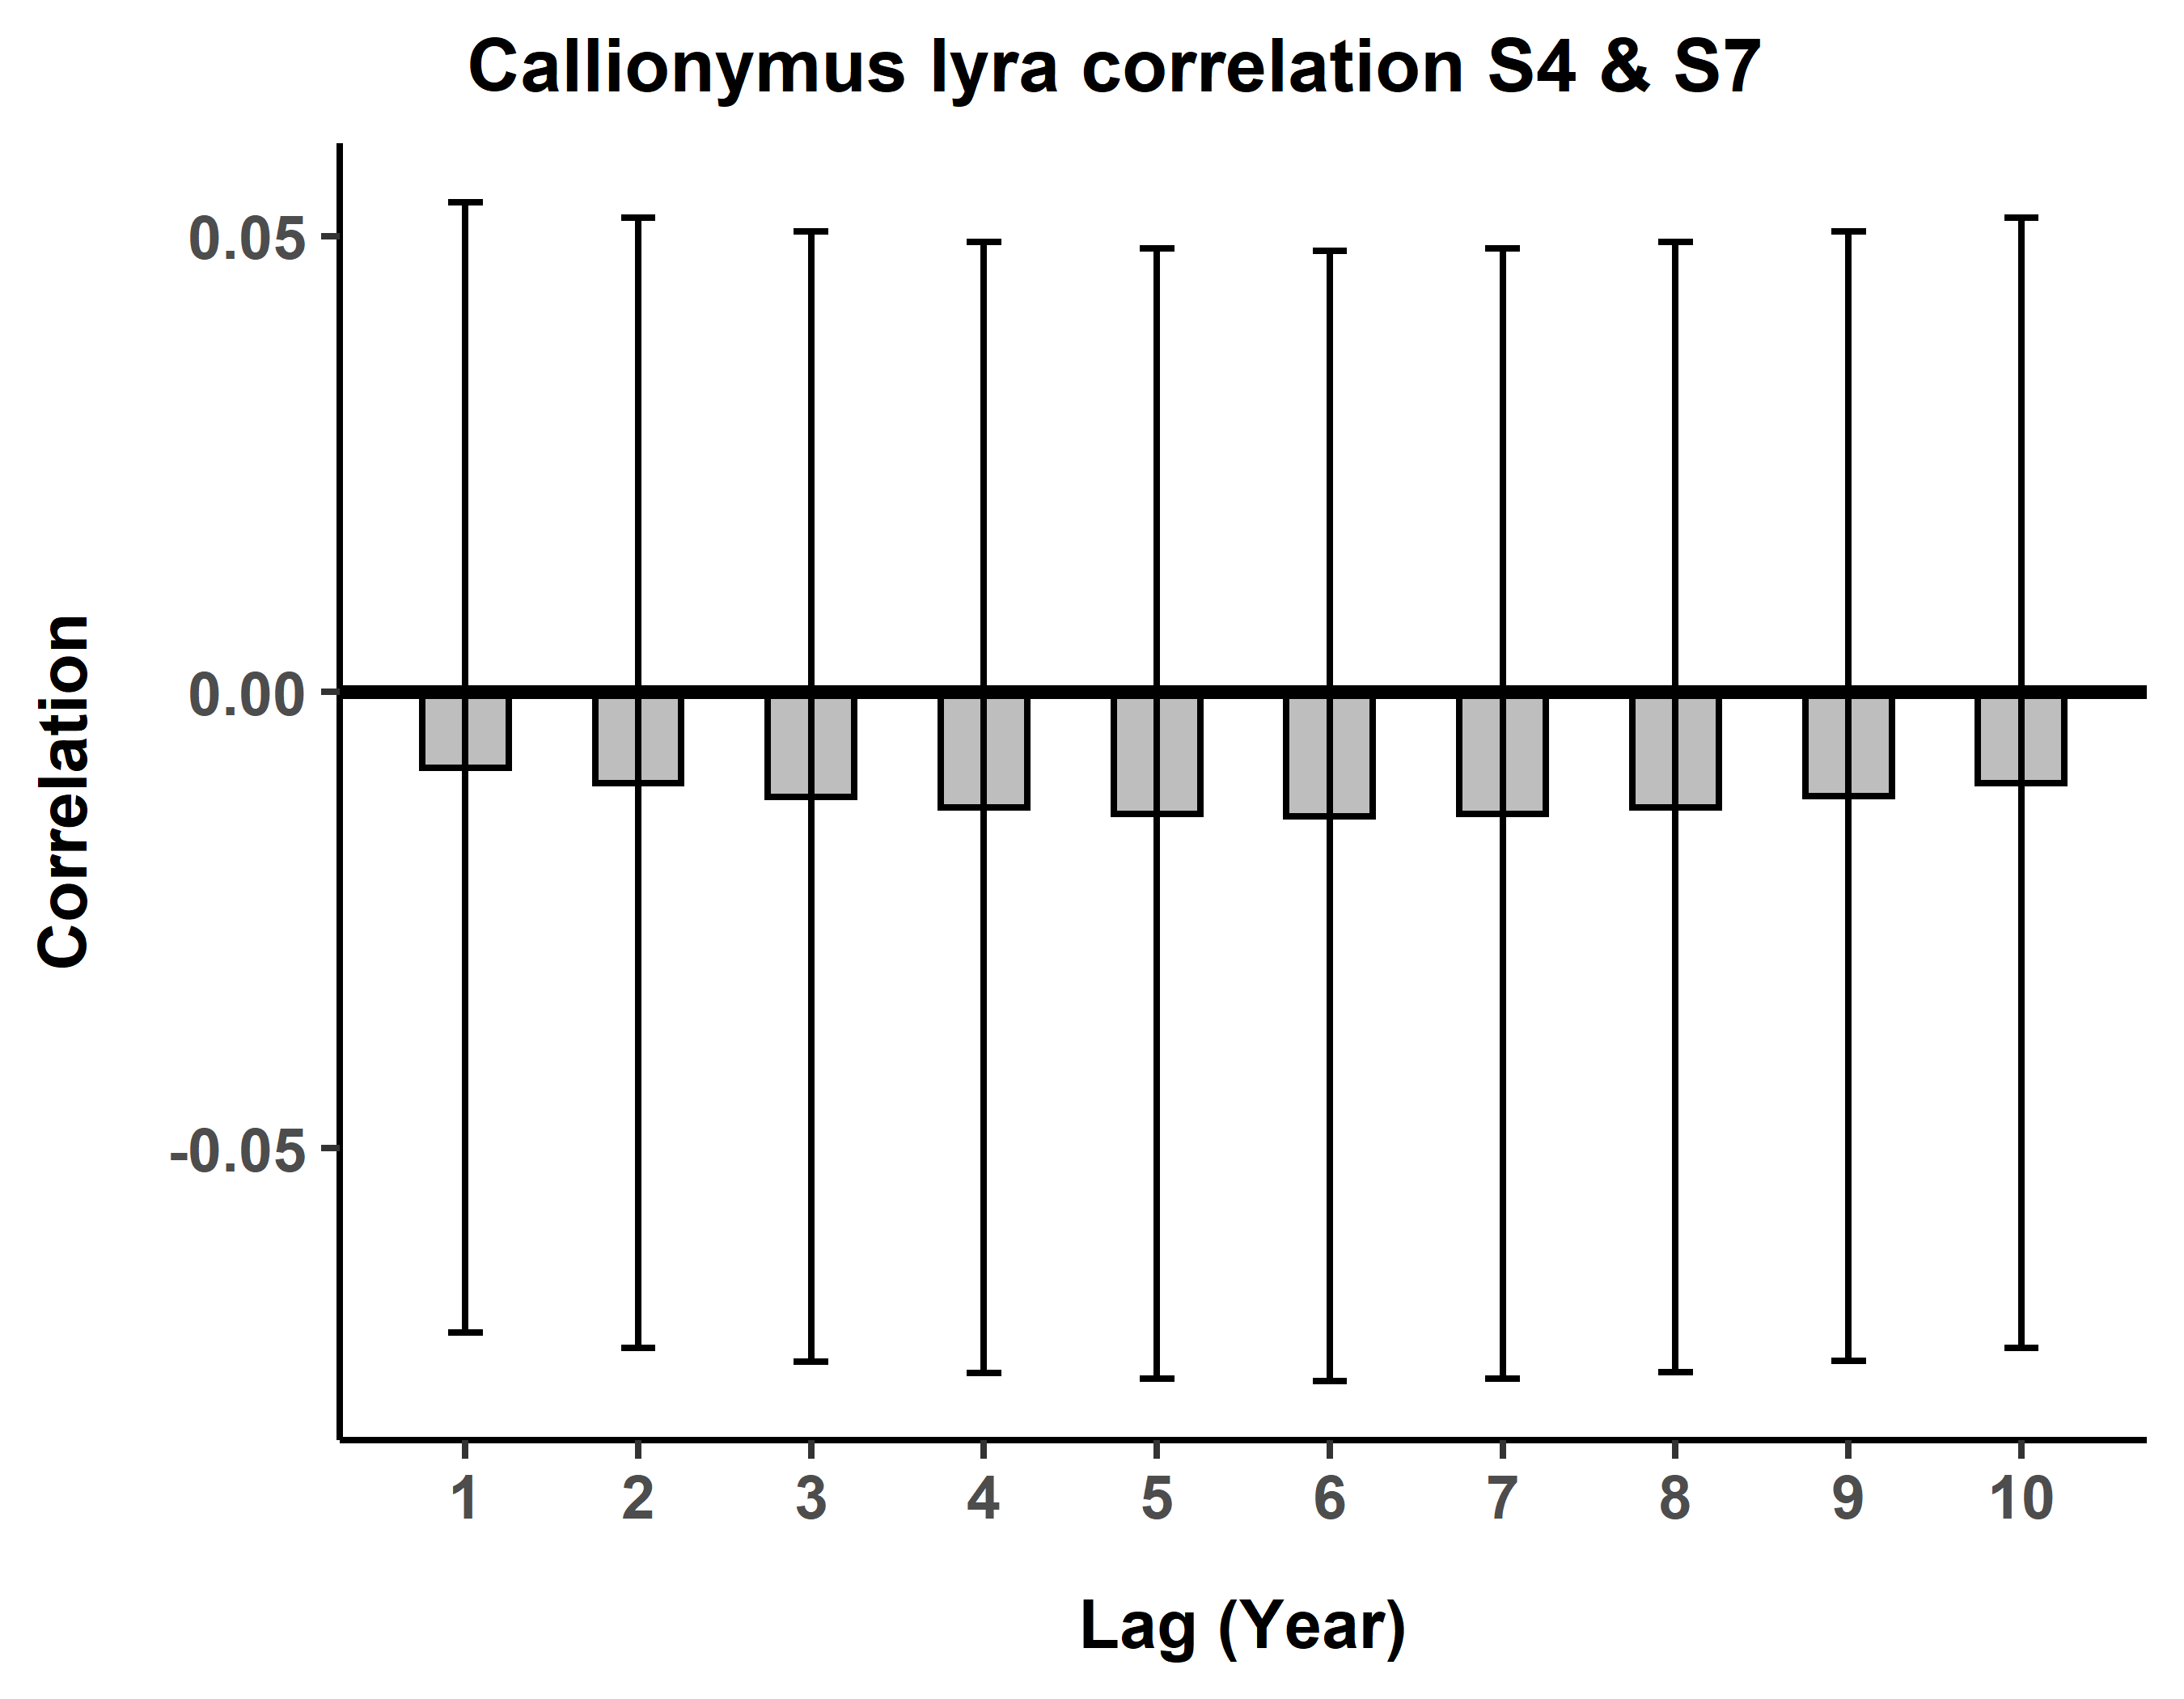 Callionymus lyra correlation S4 & S7
Correlation
0.05
0.00
-0.05
1 2 3 4 5 6 7 8 9 10
Lag (Year)